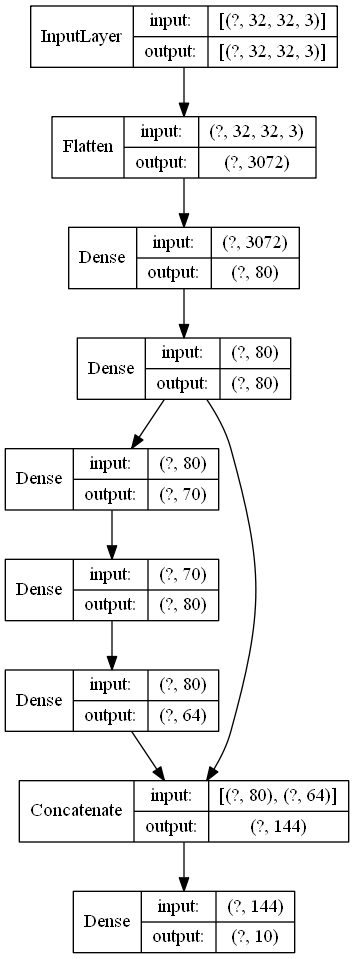 InputLayer
input: [(?, 32, 32, 3)]
output: [(?, 32, 32, 3)]
Flatten
input: (?, 32, 32, 3)
output: (?, 3072)
Dense
input: (?, 3072)
output: (?, 80)
Dense
input: (?, 80)
output: (?, 80)
Dense
input: (?, 80)
output: (?, 70)
Dense
input: (?, 70)
output: (?, 80)
Dense
input: (?, 80)
output: (?, 64)
Concatenate
input: [(?, 80), (?, 64)]
output: (?, 144)
Dense
input: (?, 144)
output: (?, 10)